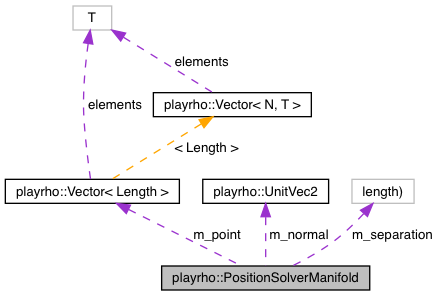 T
elements
elements
playrho::Vector< N, T >
< Length >
playrho::Vector< Length >
playrho::UnitVec2
length)
m_point
m_normal
m_separation
playrho::PositionSolverManifold